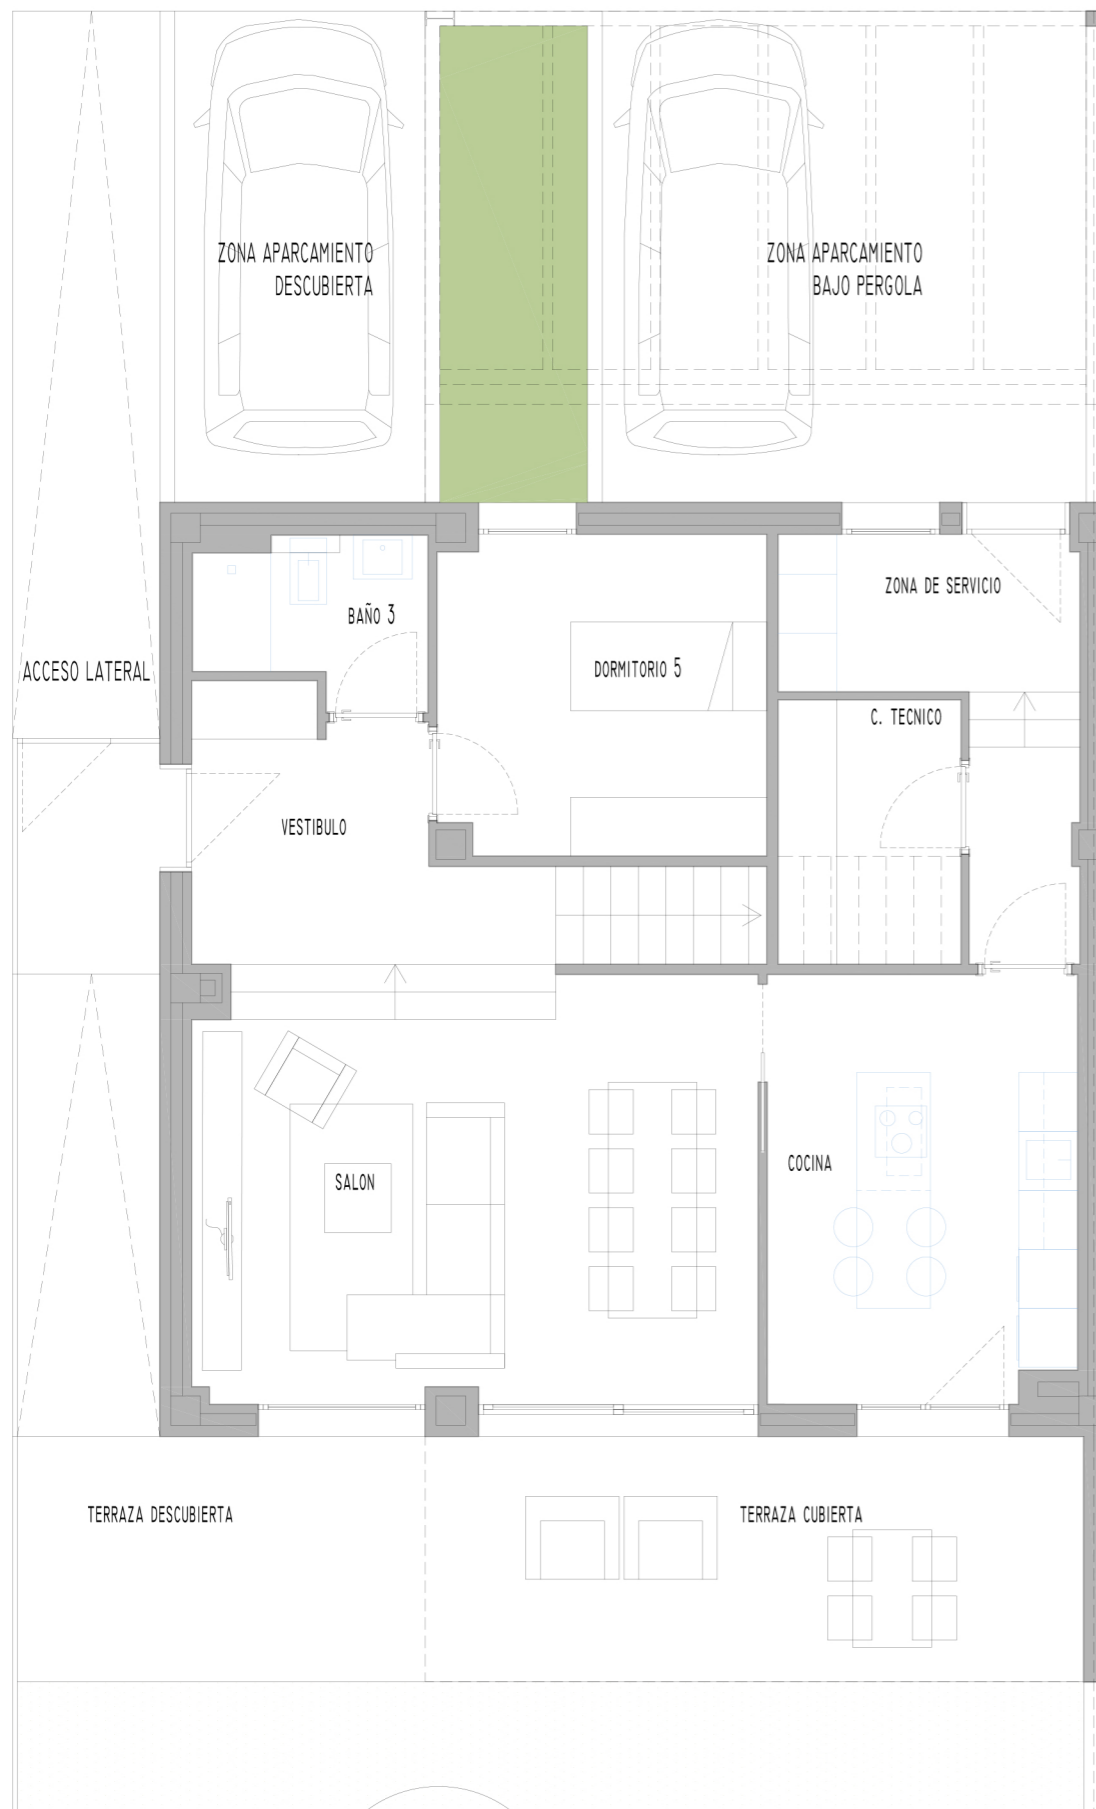 ZONA APARCAMIENTO
DESCUBIERTA
ZONA APARCAMIENTO
BAJO PERGOLA
ZONA DE SERVICIO
BAÑO 3
DORMITORIO 5
ACCESO LATERAL
C. TECNICO
VESTIBULO
COCINA
SALON
TERRAZA DESCUBIERTA
TERRAZA CUBIERTA